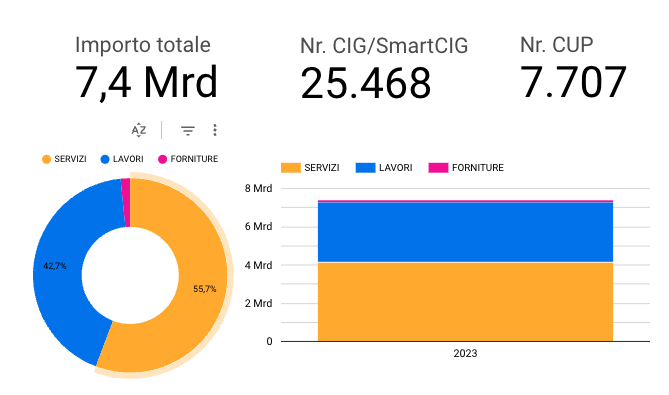 Importo totale
7,4 Mrd
Nr. CIG/SmartCIG
25.468
Nr. CUP
7.707
AZ
SERVIZI LAVORI FORNITURE
42,7%
55,7%
SERVIZI LAVORI FORNITURE
8 Mrd
6 Mrd
4 Mrd
2 Mrd
0
2023